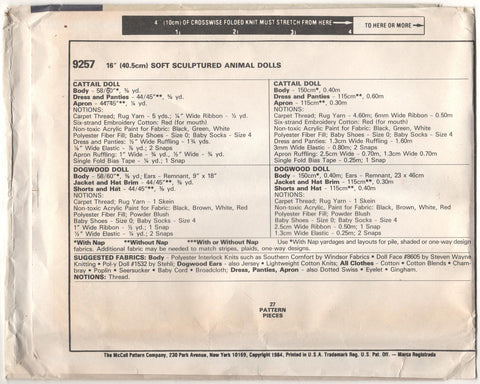 4 (10cm) OF CROSSWISE FOLDED KNIT MUST STRETCH FROM HERE
TO HERE OR MORE
1 2 3 4
9257 16" (40.5cm) SOFT SCULPTURED ANIMAL DOLLS
CATTAIL DOLL
Body - 58/60"*, ⅜ yd.
Dress and Panties - 44/45"**, ⅝ yd.
Apron - 44/45"**, ¼ yd.
NOTIONS:
Carpet Thread; Rug Yarn - 5 yds.; ¼" Wide Ribbon - ½ yd.
Six-strand Embroidery Cotton: Red (for mouth)
Non-toxic Acrylic Paint for Fabric: Black, Green, White
Polyester Fiber Fill; Baby Shoes - Size 0; Baby Socks - Size 4
Dress and Panties: ½" Wide Ruffling - 1¾ yds.
⅛" Wide Elastic - ⅞ yd.; 2 Snaps
Apron Ruffling: 1" Wide - ¾ yd., ½" Wide - ¾ yd.
Single Fold Bias Tape - ¼ yd.; 1 Snap
DOGWOOD DOLL
Body - 58/60"*, ⅜ yd.; Ears - Remnant, 9" x 18"
Jacket and Hat Brim - 44/45"**, ⅜ yd.
Shorts and Hat - 44/45"**, ⅜ yd.
NOTIONS:
Carpet Thread; Rug Yarn - 1 Skein
Non-toxic Acrylic Paint for Fabric: Black, Brown, White, Red
Polyester Fiber Fill; Powder Blush
Baby Shoes - Size 0; Baby Socks - Size 4
1" Wide Ribbon - ½ yd.; 1 Snap
½" Wide Elastic - ¼ yd.; 2 Snaps
CATTAIL DOLL
Body - 150cm*, 0.40m
Dress and Panties - 115cm**, 0.60m
Apron - 115cm**, 0.30m
NOTIONS:
Carpet Thread; Rug Yarn - 4.60m; 6mm Wide Ribbon - 0.50m
Six-strand Embroidery Cotton: Red (for mouth)
Non-toxic Acrylic Paint for Fabric: Black, Green, White
Polyester Fiber Fill; Baby Shoes - Size 0; Baby Socks - Size 4
Dress and Panties: 1.3cm Wide Ruffling - 1.60m
3mm Wide Elastic - 0.80m; 2 Snaps
Apron Ruffling: 2.5cm Wide - 0.70m, 1.3cm Wide 0.70m
Single Fold Bias Tape - 0.25m; 1 Snap
DOGWOOD DOLL
Body - 150cm*, 0.40m; Ears - Remnant, 23 x 46cm
Jacket and Hat Brim - 115cm**, 0.30m
Shorts and Hat - 115cm**, 0.40m
NOTIONS:
Carpet Thread; Rug Yarn - 1 Skein
Non-toxic Acrylic Paint for Fabric: Black, Brown, White, Red
Polyester Fiber Fill; Powder Blush
Baby Shoes - Size 0; Baby Socks - Size 4
2.5cm Wide Ribbon - 0.50m; 1 Snap
1.3cm Wide Elastic - 0.25m; 2 Snaps
*With Nap **Without Nap ***With or Without Nap Use *With Nap yardages and layouts for pile, shaded or one-way design
fabrics. Additional fabric may be needed to match stripes, plaids, one-way designs.
SUGGESTED FABRICS: Body - Polyester Interlock Knits such as Southern Comfort by Windsor Fabrics • Doll Face #8605 by Steven Wayne
Knitting • Pol-y Doll #1532 by Stehli; Dogwood Ears - also Jersey • Lightweight Cotton Knits; All Clothes - Cotton • Cotton Blends • Cham-
bray • Poplin • Seersucker • Baby Cord • Broadcloth; Dress, Panties, Apron - also Dotted Swiss • Eyelet • Gingham.
NOTIONS: Thread.
27
PATTERN
PIECES
The McCall Pattern Company, 230 Park Avenue, New York 10169, Copyright 1984, Printed in U.S.A. Trademark Reg. U.S. Pat. Off. — Marca Registrada